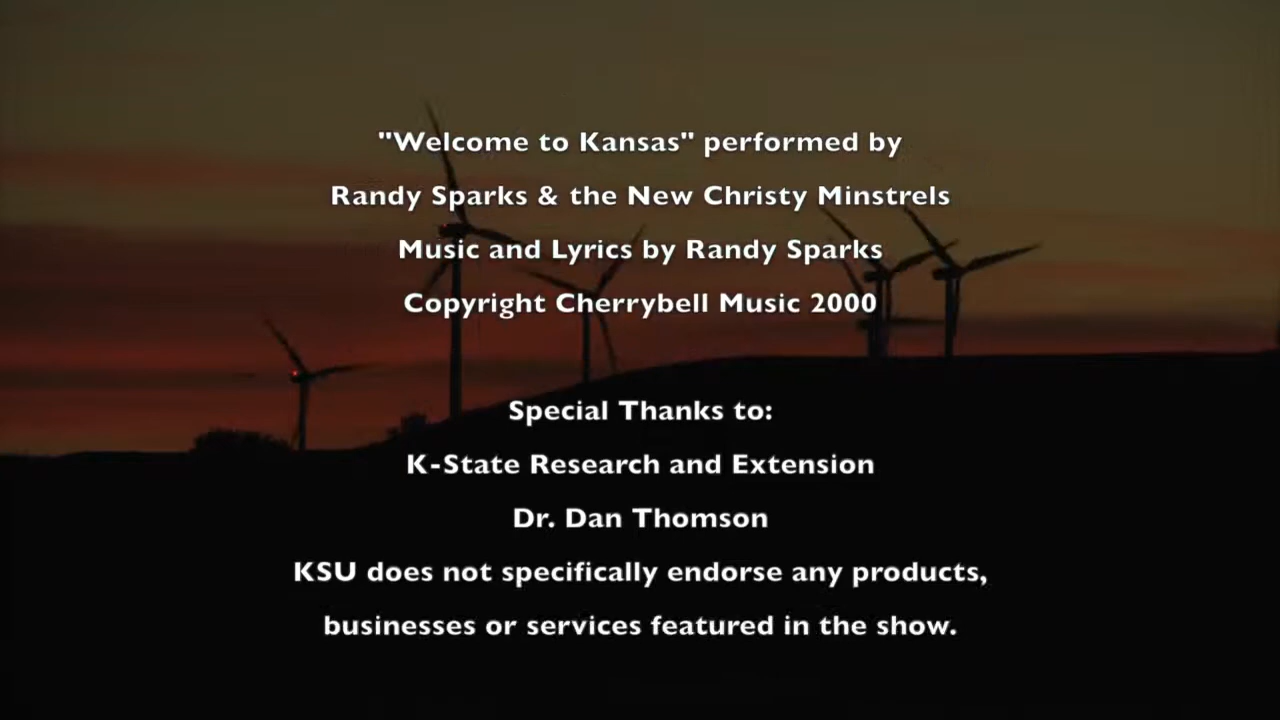 "Welcome to Kansas" performed by
Randy Sparks & the New Christy Minstrels
Music and Lyrics by Randy Sparks
Copyright Cherrybell Music 2000
Special Thanks to:
K-State Research and Extension
Dr. Dan Thomson
KSU does not specifically endorse any products,
businesses or services featured in the show.